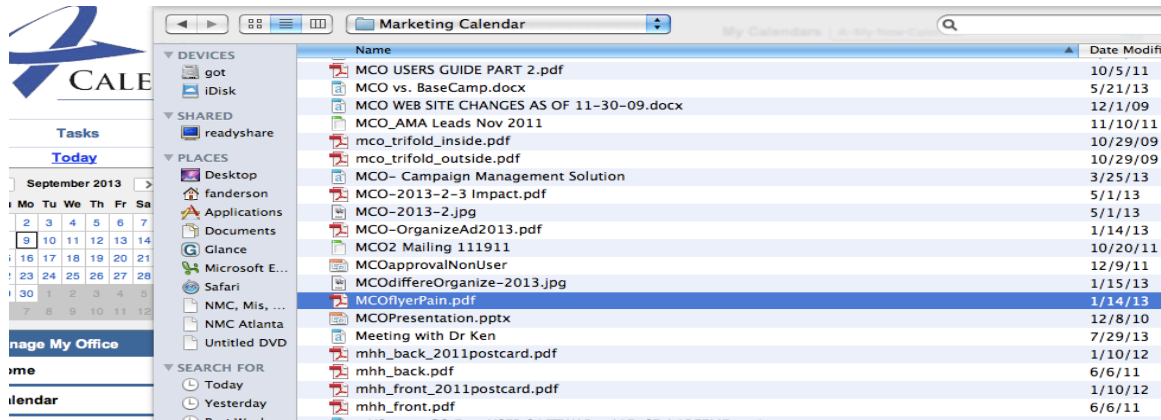 Marketing Calendar
My Calendars
CALE
Tasks
Today
September 2013
Mo Tu We Th Fr Sa
2 3 4 5 6 7
9 10 11 12 13 14
16 17 18 19 20 21
23 24 25 26 27 28
30 1 2 3 4 5
7 8 9 10 11 12
nage My Office
ome
lendar
DEVICES
got
iDisk
SHARED
readyshare
PLACES
Desktop
fanderson
Applications
Documents
Glance
Microsoft E...
Safari
NMC, Mis, ...
NMC Atlanta
Untitled DVD
SEARCH FOR
Today
Yesterday
Name Date Modifi
MCO USERS GUIDE PART 2.pdf 10/5/11
MCO vs. BaseCamp.docx 5/21/13
MCO WEB SITE CHANGES AS OF 11-30-09.docx 12/1/09
MCO_AMA Leads Nov 2011 11/10/11
mco_trifold_inside.pdf 10/29/09
mco_trifold_outside.pdf 10/29/09
MCO- Campaign Management Solution 3/25/13
MCO-2013-2-3 Impact.pdf 5/1/13
MCO-2013-2.jpg 5/1/13
MCO-OrganizeAd2013.pdf 1/14/13
MCO2 Mailing 111911 10/20/11
MCOapprovalNonUser 12/9/11
MCOdiffereOrganize-2013.jpg 1/15/13
MCOflyerPain.pdf 1/14/13
MCOPresentation.pptx 12/8/10
Meeting with Dr Ken 7/29/13
mhh_back_2011postcard.pdf 1/10/12
mhh_back.pdf 6/6/11
mhh_front_2011postcard.pdf 1/10/12
mhh_front.pdf 6/6/11